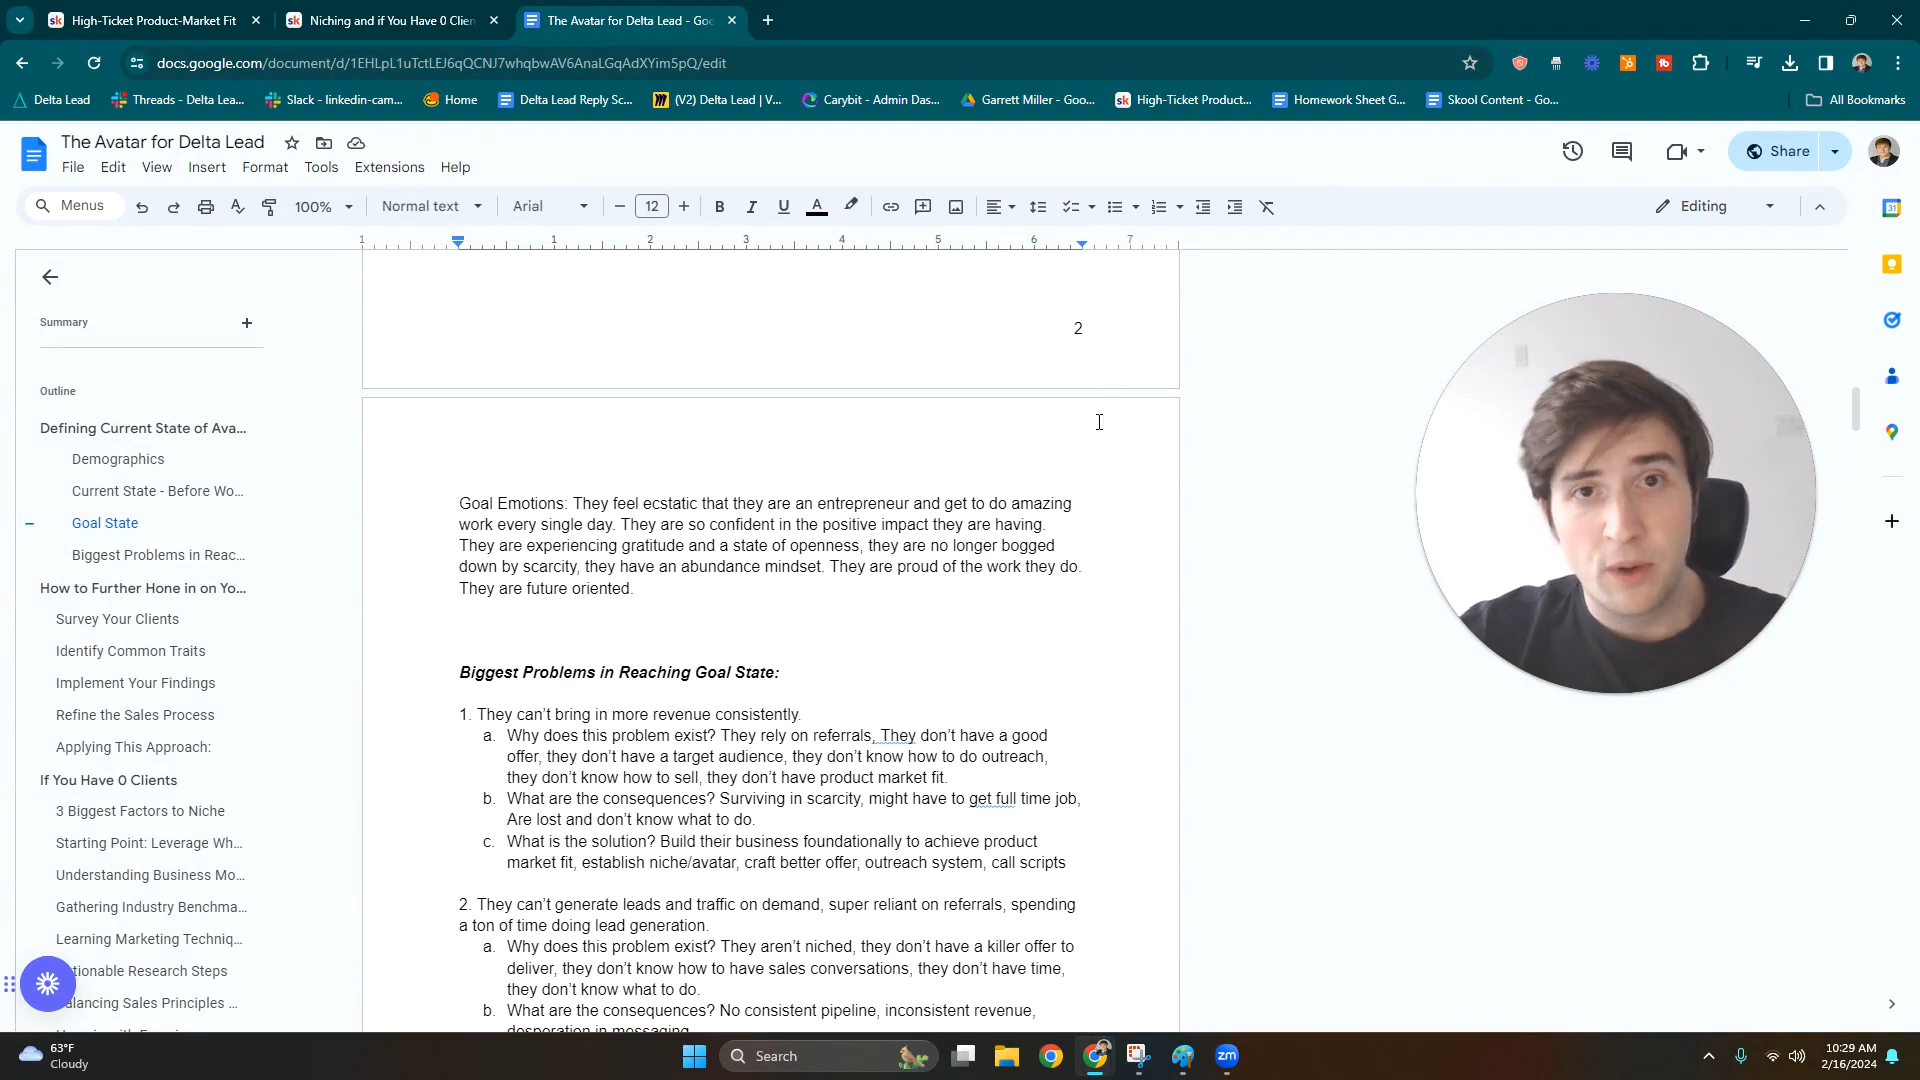 High-Ticket Product-Market Fit
Niching and if You Have 0 Clien
The Avatar for Delta Lead - Goo
docs.google.com/document/d/1EHLpL1uTctLEJ6qQCNJ7whqbwAV6AnaLGqAdXYim5pQ/edit
Delta Lead
Threads - Delta Lea...
Slack - linkedin-cam...
Home
Delta Lead Reply Sc...
(V2) Delta Lead | V...
Carybit - Admin Das...
Garrett Miller - Goo...
High-Ticket Product...
Homework Sheet G...
Skool Content - Go...
All Bookmarks
The Avatar for Delta Lead
File Edit View Insert Format Tools Extensions Help
Share
Menus
100%
Normal text
Arial
12
Editing
1 1 2 3 4 5 6 7
Summary
Outline
Defining Current State of Ava...
Demographics
Current State - Before Wo...
Goal State
Biggest Problems in Reac...
How to Further Hone in on Yo...
Survey Your Clients
Identify Common Traits
Implement Your Findings
Refine the Sales Process
Applying This Approach:
If You Have 0 Clients
3 Biggest Factors to Niche
Starting Point: Leverage Wh...
Understanding Business Mo...
Gathering Industry Benchma...
Learning Marketing Techniq...
tionable Research Steps
alancing Sales Principles ...
2
Goal Emotions: They feel ecstatic that they are an entrepreneur and get to do amazing
work every single day. They are so confident in the positive impact they are having.
They are experiencing gratitude and a state of openness, they are no longer bogged
down by scarcity, they have an abundance mindset. They are proud of the work they do.
They are future oriented.
Biggest Problems in Reaching Goal State:
1. They can't bring in more revenue consistently.
a. Why does this problem exist? They rely on referrals, They don't have a good
offer, they don't have a target audience, they don't know how to do outreach,
they don't know how to sell, they don't have product market fit.
b. What are the consequences? Surviving in scarcity, might have to get full time job,
Are lost and don't know what to do.
c. What is the solution? Build their business foundationally to achieve product
market fit, establish niche/avatar, craft better offer, outreach system, call scripts
2. They can't generate leads and traffic on demand, super reliant on referrals, spending
a ton of time doing lead generation.
a. Why does this problem exist? They aren't niched, they don't have a killer offer to
deliver, they don't know how to have sales conversations, they don't have time,
they don't know what to do.
b. What are the consequences? No consistent pipeline, inconsistent revenue,
desperation in messaging
63°F
Cloudy
Search
zm
10:29 AM
2/16/2024